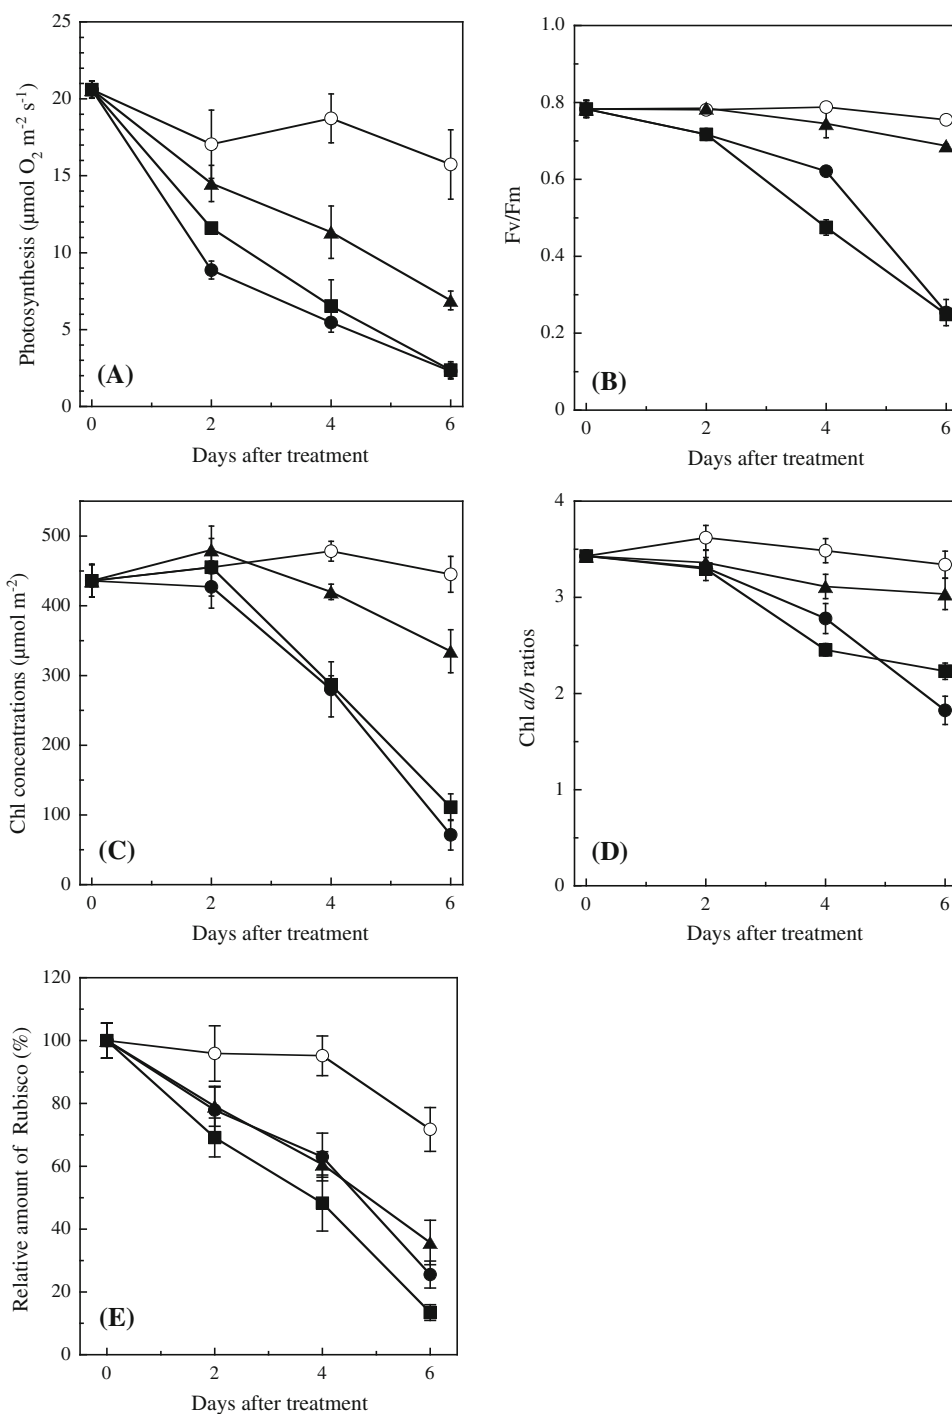 25
20
15
10
5
0
Photosynthesis (µmol O₂ m⁻² s⁻¹)
(A)
0 2 4 6
Days after treatment
1.0
0.8
0.6
0.4
0.2
0
Fv/Fm
(B)
0 2 4 6
Days after treatment
500
400
300
200
100
0
Chl concentrations (µmol m⁻²)
(C)
0 2 4 6
Days after treatment
4
3
2
1
0
Chl a/b ratios
(D)
0 2 4 6
Days after treatment
120
100
80
60
40
20
0
Relative amount of Rubisco (%)
(E)
0 2 4 6
Days after treatment